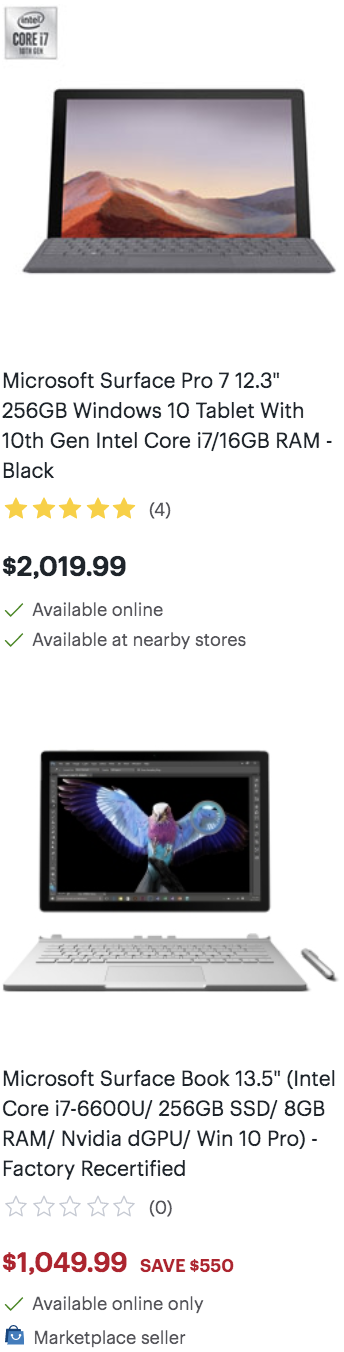 intel
CORE i7
10TH GEN
Microsoft Surface Pro 7 12.3"
256GB Windows 10 Tablet With
10th Gen Intel Core i7/16GB RAM -
Black
(4)
$2,019.99
Available online
Available at nearby stores
Microsoft Surface Book 13.5" (Intel
Core i7-6600U/ 256GB SSD/ 8GB
RAM/ Nvidia dGPU/ Win 10 Pro) -
Factory Recertified
(0)
$1,049.99 SAVE $550
Available online only
Marketplace seller